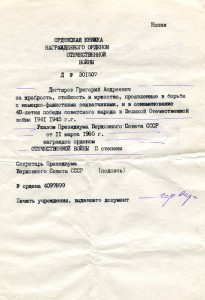 Копия
ОРДЕНСКАЯ КНИЖКА
НАГРАЖДЕННОГО ОРДЕНОМ
ОТЕЧЕСТВЕННОЙ
ВОЙНЫ
Д № 301507
Дегтярев Григорий Андреевич
за храбрость, стойкость и мужество, проявленные в борьбе
с немецко-фашистскими захватчиками, и в ознаменование
40-летия победы советского народа в Великой Отечественной
войне 1941 1945 г.г.
Указом Президиума Верховного Совета СССР
от 11 марта 1985 г.
награжден орденом
ОТЕЧЕСТВЕННОЙ ВОЙНЫ II степени
Секретарь Президиума
Верховного Совета СССР (подпись)
№ ордена 4097899
Печать учреждения, выдавшего документ